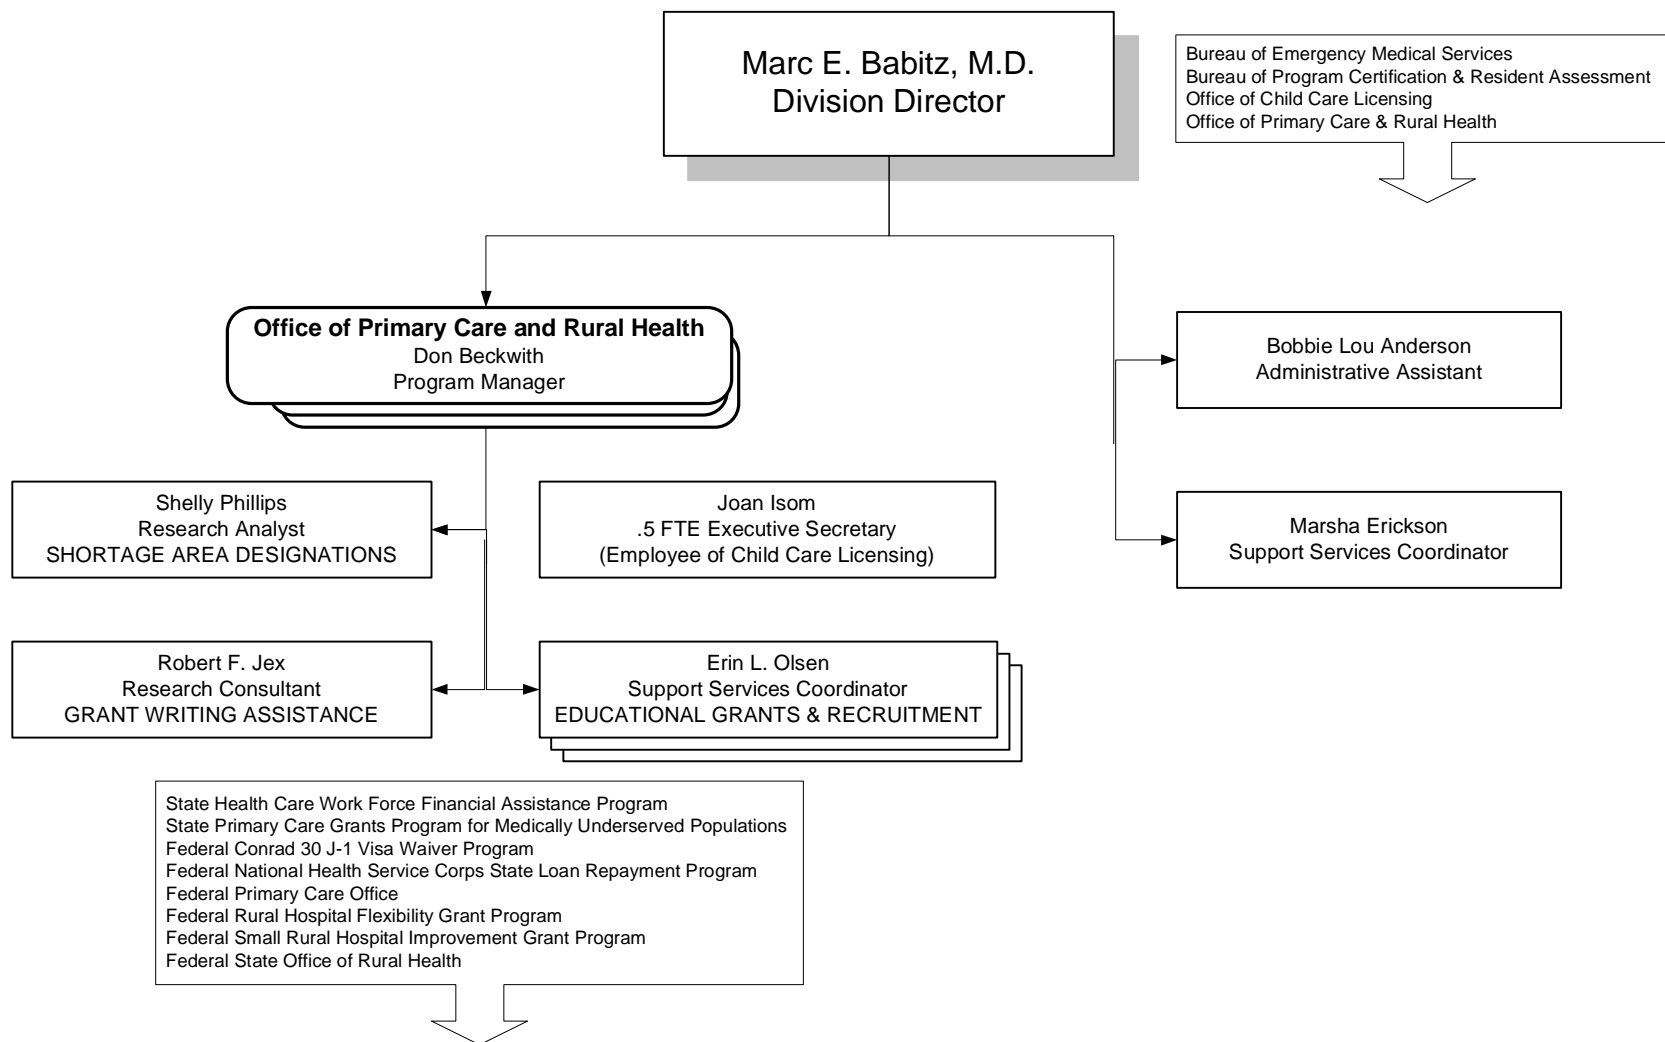 Marc E. Babitz, M.D.
Division Director
Bureau of Emergency Medical Services
Bureau of Program Certification & Resident Assessment
Office of Child Care Licensing
Office of Primary Care & Rural Health
Office of Primary Care and Rural Health
Don Beckwith
Program Manager
Bobbie Lou Anderson
Administrative Assistant
Shelly Phillips
Research Analyst
SHORTAGE AREA DESIGNATIONS
Joan Isom
.5 FTE Executive Secretary
(Employee of Child Care Licensing)
Marsha Erickson
Support Services Coordinator
Robert F. Jex
Research Consultant
GRANT WRITING ASSISTANCE
Erin L. Olsen
Support Services Coordinator
EDUCATIONAL GRANTS & RECRUITMENT
State Health Care Work Force Financial Assistance Program
State Primary Care Grants Program for Medically Underserved Populations
Federal Conrad 30 J-1 Visa Waiver Program
Federal National Health Service Corps State Loan Repayment Program
Federal Primary Care Office
Federal Rural Hospital Flexibility Grant Program
Federal Small Rural Hospital Improvement Grant Program
Federal State Office of Rural Health